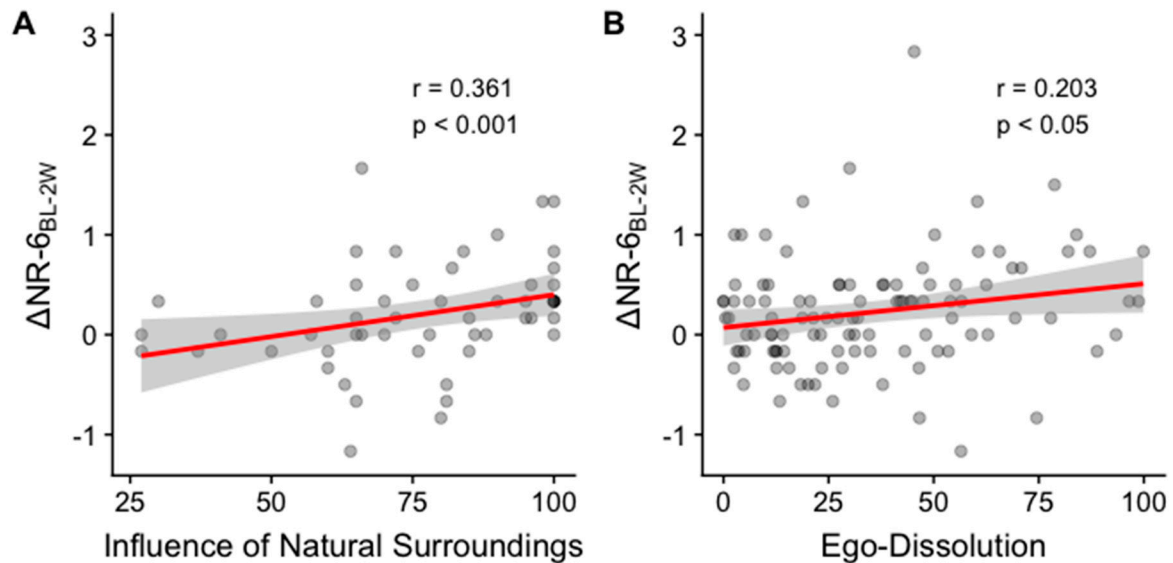 A
ΔNR-6BL-2W
3
2
1
0
-1
r = 0.361
p < 0.001
25
50
75
100
Influence of Natural Surroundings
B
ΔNR-6BL-2W
3
2
1
0
-1
r = 0.203
p < 0.05
0
25
50
75
100
Ego-Dissolution